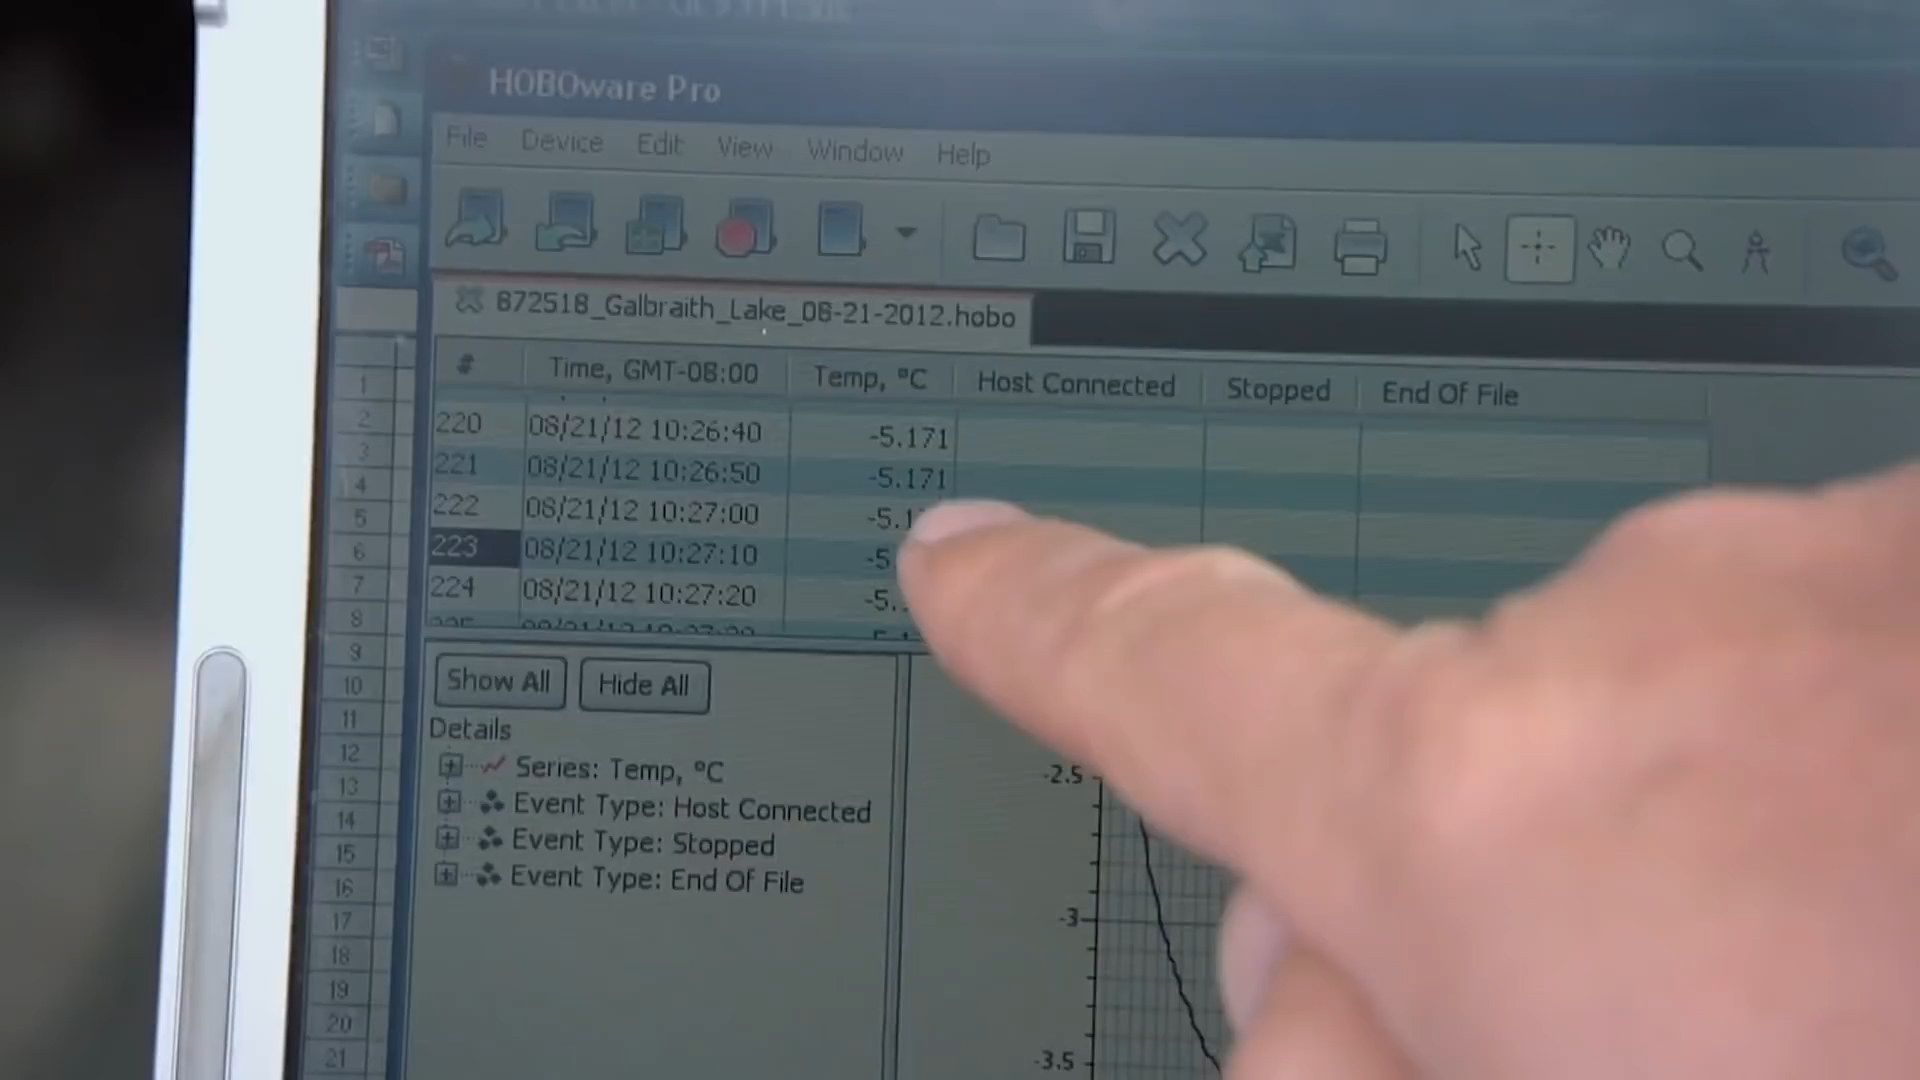 HOBOware Pro
File Device Edit View Window Help
872518_Galbraith_Lake_08-21-2012.hobo
# Time, GMT-08:00 Temp, °C Host Connected Stopped End Of File
220 08/21/12 10:26:40 -5.171
221 08/21/12 10:26:50 -5.171
222 08/21/12 10:27:00 -5.1
223 08/21/12 10:27:10 -5
224 08/21/12 10:27:20 -5.
Show All Hide All
Details
Series: Temp, °C
Event Type: Host Connected
Event Type: Stopped
Event Type: End Of File
-2.5
-3
-3.5
1
2
3
4
5
6
7
8
9
10
11
12
13
14
15
16
17
18
19
20
21